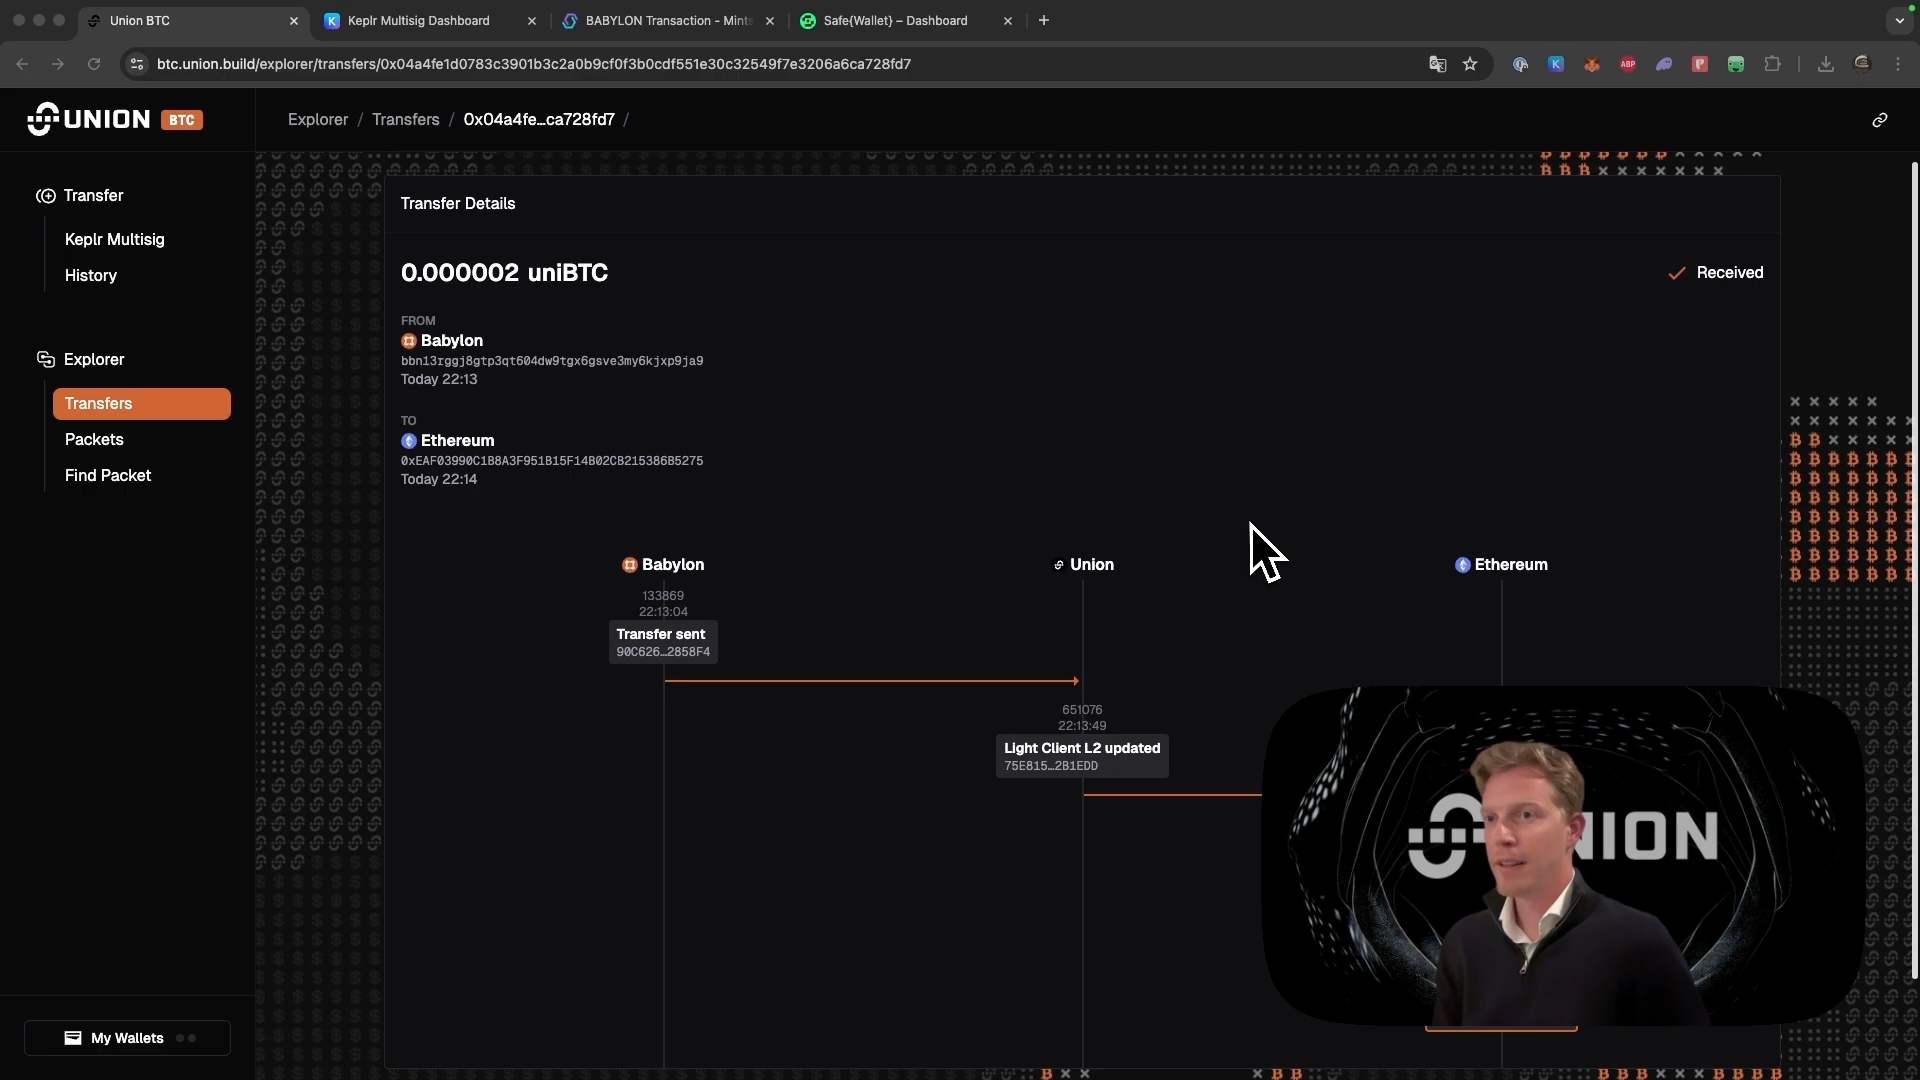 Union BTC
Keplr Multisig Dashboard
BABYLON Transaction - Mints
Safe{Wallet} – Dashboard
btc.union.build/explorer/transfers/0x04a4fe1d0783c3901b3c2a0b9cf0f3b0cdf551e30c32549f7e3206a6ca728fd7
ABP
UNION BTC
Explorer / Transfers / 0x04a4fe...ca728fd7 /
Transfer
Keplr Multisig
History
Explorer
Transfers
Packets
Find Packet
My Wallets
Transfer Details
0.000002 uniBTC
Received
FROM
Babylon
bbn13rggj8gtp3qt604dw9tgx6gsve3my6kjxp9ja9
Today 22:13
TO
Ethereum
0xEAF03990C1B8A3F951B15F14B02CB215386B5275
Today 22:14
Babylon
Union
Ethereum
133869
22:13:04
Transfer sent
90C626...2858F4
651076
22:13:49
Light Client L2 updated
75E815...2B1EDD
UNION